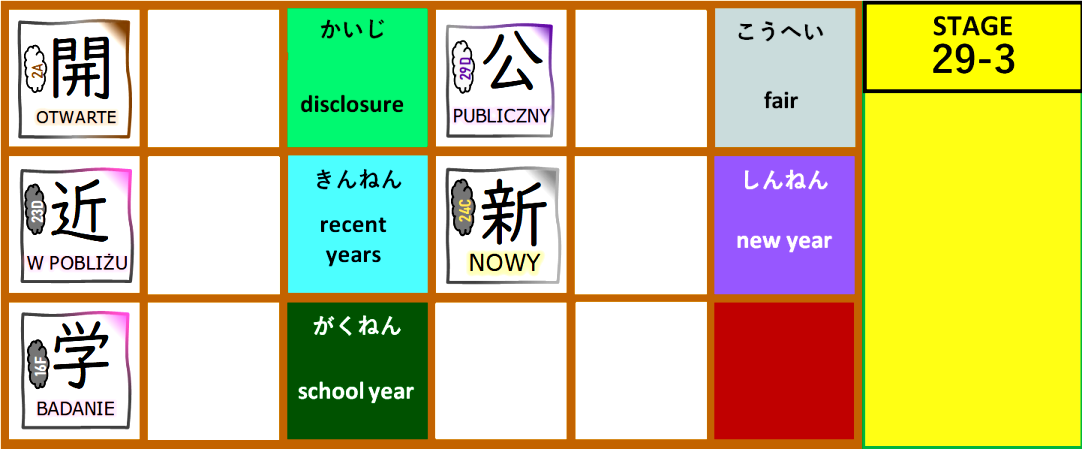 2A
開
OTWARTE
かいじ
disclosure
29D
公
PUBLICZNY
こうへい
fair
STAGE
29-3
23D
近
W POBLIŻU
きんねん
recent
years
24C
新
NOWY
しんねん
new year
16F
学
BADANIE
がくねん
school year